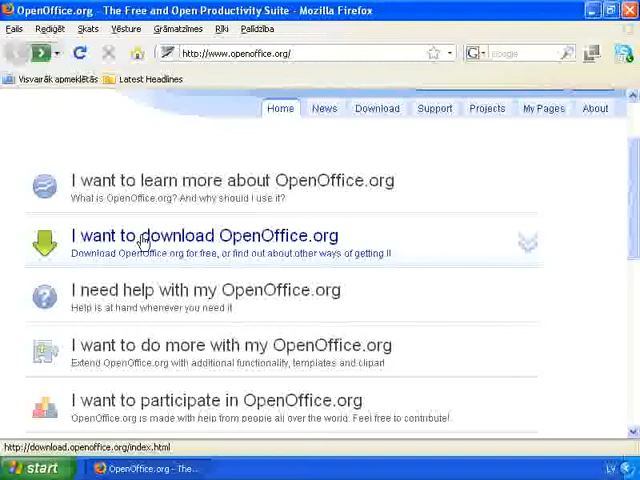 OpenOffice.org - The Free and Open Productivity Suite - Mozilla Firefox
Fails Rediģēt Skats Vēsture Grāmatzīmes Rīki Palīdzība
http://www.openoffice.org/
Google
Visvairāk apmeklētās Latest Headlines
Home News Download Support Projects My Pages About
I want to learn more about OpenOffice.org
What is OpenOffice.org? And why should I use it?
I want to download OpenOffice.org
Download OpenOffice.org for free, or find out about other ways of getting it
I need help with my OpenOffice.org
Help is at hand whenever you need it
I want to do more with my OpenOffice.org
Extend OpenOffice.org with additional functionality, templates and clipart
I want to participate in OpenOffice.org
OpenOffice.org is made with help from people all over the world. Feel free to contribute!
http://download.openoffice.org/index.html
start OpenOffice.org - The... LV